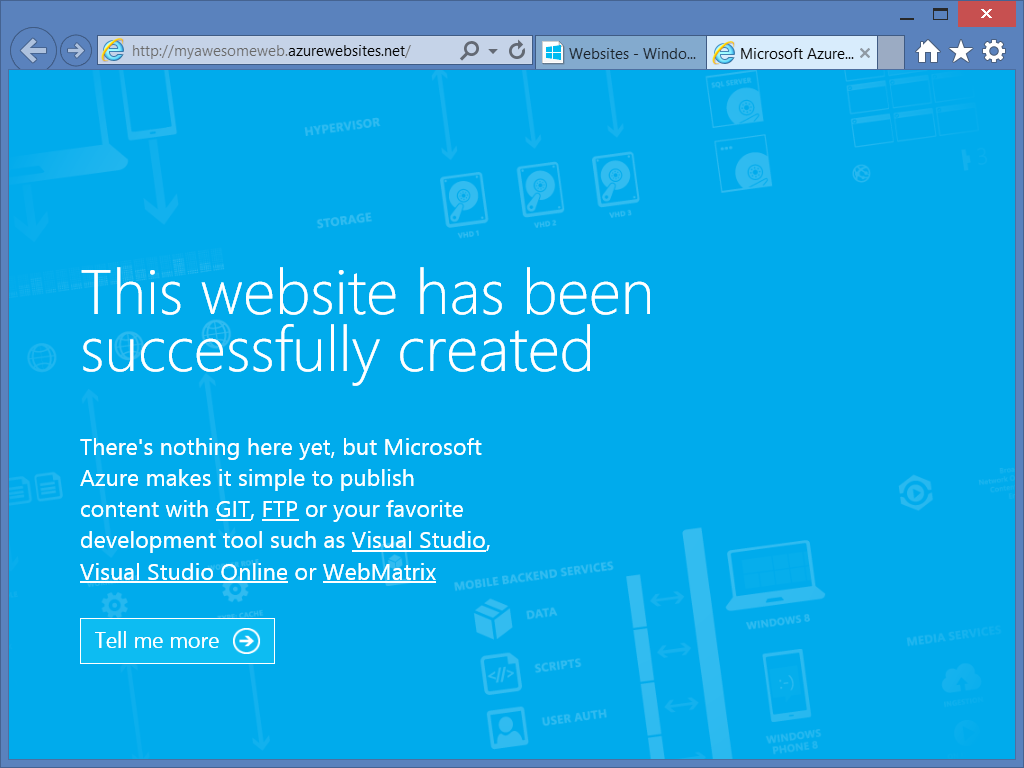 http://myawesomeweb.azurewebsites.net/
Websites - Windo...
Microsoft Azure...
SQL SERVER
HYPERVISOR
STORAGE
VHD 1
VHD 2
VHD 3
This website has been
successfully created
There's nothing here yet, but Microsoft
Azure makes it simple to publish
content with GIT, FTP or your favorite
development tool such as Visual Studio,
Visual Studio Online or WebMatrix
Tell me more
MOBILE BACKEND SERVICES
DATA
SCRIPTS
USER AUTH
WINDOWS 8
WINDOWS
PHONE 8
MEDIA SERVICES